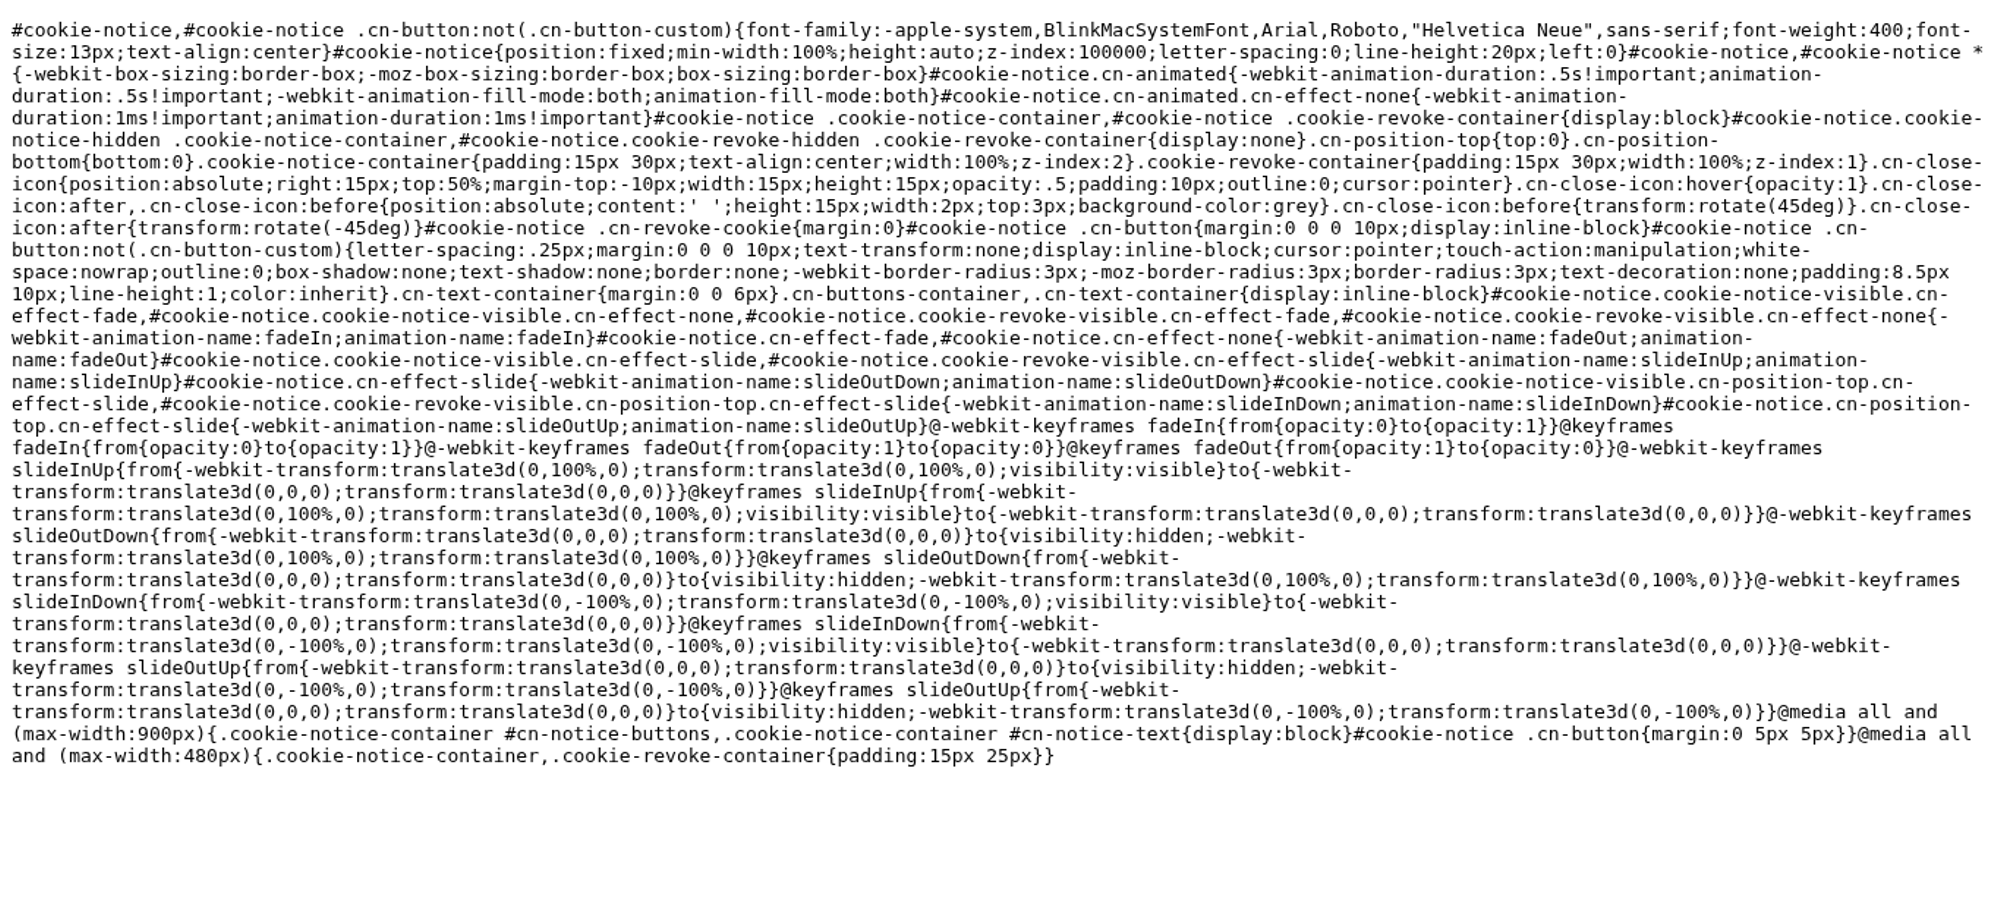 #cookie-notice,#cookie-notice .cn-button:not(.cn-button-custom){font-family:-apple-system,BlinkMacSystemFont,Arial,Roboto,"Helvetica Neue",sans-serif;font-weight:400;font-
size:13px;text-align:center}#cookie-notice{position:fixed;min-width:100%;height:auto;z-index:100000;letter-spacing:0;line-height:20px;left:0}#cookie-notice,#cookie-notice *
{-webkit-box-sizing:border-box;-moz-box-sizing:border-box;box-sizing:border-box}#cookie-notice.cn-animated{-webkit-animation-duration:.5s!important;animation-
duration:.5s!important;-webkit-animation-fill-mode:both;animation-fill-mode:both}#cookie-notice.cn-animated.cn-effect-none{-webkit-animation-
duration:1ms!important;animation-duration:1ms!important}#cookie-notice .cookie-notice-container,#cookie-notice .cookie-revoke-container{display:block}#cookie-notice.cookie-
notice-hidden .cookie-notice-container,#cookie-notice.cookie-revoke-hidden .cookie-revoke-container{display:none}.cn-position-top{top:0}.cn-position-
bottom{bottom:0}.cookie-notice-container{padding:15px 30px;text-align:center;width:100%;z-index:2}.cookie-revoke-container{padding:15px 30px;width:100%;z-index:1}.cn-close-
icon{position:absolute;right:15px;top:50%;margin-top:-10px;width:15px;height:15px;opacity:.5;padding:10px;outline:0;cursor:pointer}.cn-close-icon:hover{opacity:1}.cn-close-
icon:after,.cn-close-icon:before{position:absolute;content:' ';height:15px;width:2px;top:3px;background-color:grey}.cn-close-icon:before{transform:rotate(45deg)}.cn-close-
icon:after{transform:rotate(-45deg)}#cookie-notice .cn-revoke-cookie{margin:0}#cookie-notice .cn-button{margin:0 0 0 10px;display:inline-block}#cookie-notice .cn-
button:not(.cn-button-custom){letter-spacing:.25px;margin:0 0 0 10px;text-transform:none;display:inline-block;cursor:pointer;touch-action:manipulation;white-
space:nowrap;outline:0;box-shadow:none;text-shadow:none;border:none;-webkit-border-radius:3px;-moz-border-radius:3px;border-radius:3px;text-decoration:none;padding:8.5px
10px;line-height:1;color:inherit}.cn-text-container{margin:0 0 6px}.cn-buttons-container,.cn-text-container{display:inline-block}#cookie-notice.cookie-notice-visible.cn-
effect-fade,#cookie-notice.cookie-notice-visible.cn-effect-none,#cookie-notice.cookie-revoke-visible.cn-effect-fade,#cookie-notice.cookie-revoke-visible.cn-effect-none{-
webkit-animation-name:fadeIn;animation-name:fadeIn}#cookie-notice.cn-effect-fade,#cookie-notice.cn-effect-none{-webkit-animation-name:fadeOut;animation-
name:fadeOut}#cookie-notice.cookie-notice-visible.cn-effect-slide,#cookie-notice.cookie-revoke-visible.cn-effect-slide{-webkit-animation-name:slideInUp;animation-
name:slideInUp}#cookie-notice.cn-effect-slide{-webkit-animation-name:slideOutDown;animation-name:slideOutDown}#cookie-notice.cookie-notice-visible.cn-position-top.cn-
effect-slide,#cookie-notice.cookie-revoke-visible.cn-position-top.cn-effect-slide{-webkit-animation-name:slideInDown;animation-name:slideInDown}#cookie-notice.cn-position-
top.cn-effect-slide{-webkit-animation-name:slideOutUp;animation-name:slideOutUp}@-webkit-keyframes fadeIn{from{opacity:0}to{opacity:1}}@keyframes
fadeIn{from{opacity:0}to{opacity:1}}@-webkit-keyframes fadeOut{from{opacity:1}to{opacity:0}}@keyframes fadeOut{from{opacity:1}to{opacity:0}}@-webkit-keyframes
slideInUp{from{-webkit-transform:translate3d(0,100%,0);transform:translate3d(0,100%,0);visibility:visible}to{-webkit-
transform:translate3d(0,0,0);transform:translate3d(0,0,0)}}@keyframes slideInUp{from{-webkit-
transform:translate3d(0,100%,0);transform:translate3d(0,100%,0);visibility:visible}to{-webkit-transform:translate3d(0,0,0);transform:translate3d(0,0,0)}}@-webkit-keyframes
slideOutDown{from{-webkit-transform:translate3d(0,0,0);transform:translate3d(0,0,0)}to{visibility:hidden;-webkit-
transform:translate3d(0,100%,0);transform:translate3d(0,100%,0)}}@keyframes slideOutDown{from{-webkit-
transform:translate3d(0,0,0);transform:translate3d(0,0,0)}to{visibility:hidden;-webkit-transform:translate3d(0,100%,0);transform:translate3d(0,100%,0)}}@-webkit-keyframes
slideInDown{from{-webkit-transform:translate3d(0,-100%,0);transform:translate3d(0,-100%,0);visibility:visible}to{-webkit-
transform:translate3d(0,0,0);transform:translate3d(0,0,0)}}@keyframes slideInDown{from{-webkit-
transform:translate3d(0,-100%,0);transform:translate3d(0,-100%,0);visibility:visible}to{-webkit-transform:translate3d(0,0,0);transform:translate3d(0,0,0)}}@-webkit-
keyframes slideOutUp{from{-webkit-transform:translate3d(0,0,0);transform:translate3d(0,0,0)}to{visibility:hidden;-webkit-
transform:translate3d(0,-100%,0);transform:translate3d(0,-100%,0)}}@keyframes slideOutUp{from{-webkit-
transform:translate3d(0,0,0);transform:translate3d(0,0,0)}to{visibility:hidden;-webkit-transform:translate3d(0,-100%,0);transform:translate3d(0,-100%,0)}}@media all and
(max-width:900px){.cookie-notice-container #cn-notice-buttons,.cookie-notice-container #cn-notice-text{display:block}#cookie-notice .cn-button{margin:0 5px 5px}}@media all
and (max-width:480px){.cookie-notice-container,.cookie-revoke-container{padding:15px 25px}}